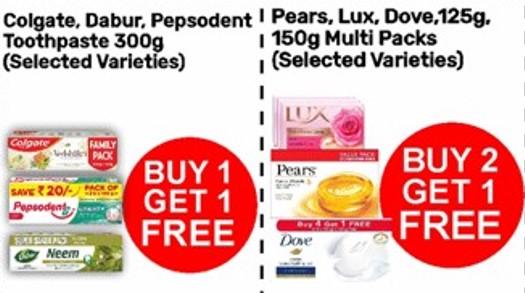 Colgate, Dabur, Pepsodent
Toothpaste 300g
(Selected Varieties)
Colgate
FAMILY
PACK
SAVE ₹ 20/-
PACK OF
Pepsodent
Dabur
Neem
BUY 1
GET 1
FREE
Pears, Lux, Dove,125g,
150g Multi Packs
(Selected Varieties)
LUX
VALUE PACK
Pears
Buy 4 Get 1 FREE
Dove
BUY 2
GET 1
FREE